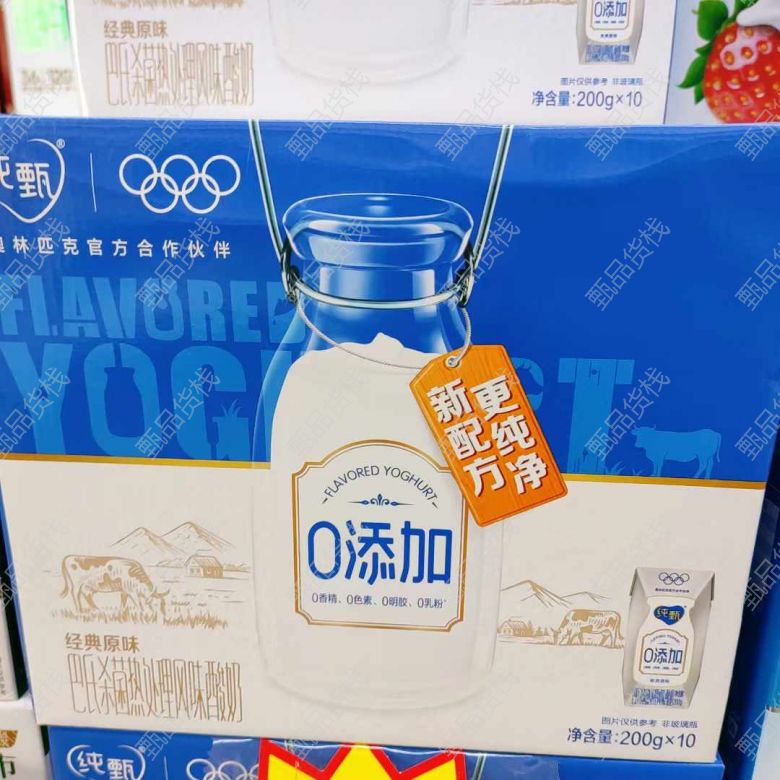 经典原味
巴氏杀菌热处理风味酸奶
0添加
图片仅供参考 非玻璃瓶
净含量:200g×10
纯甄®
奥林匹克官方合作伙伴
FLAVORED
YOGHURT
新配方
更纯净
FLAVORED YOGHURT
0添加
0香精、0色素、0明胶、0乳粉
经典原味
巴氏杀菌热处理风味酸奶
纯甄
0添加
图片仅供参考 非玻璃瓶
净含量:200g×10
纯甄®
甄品货栈